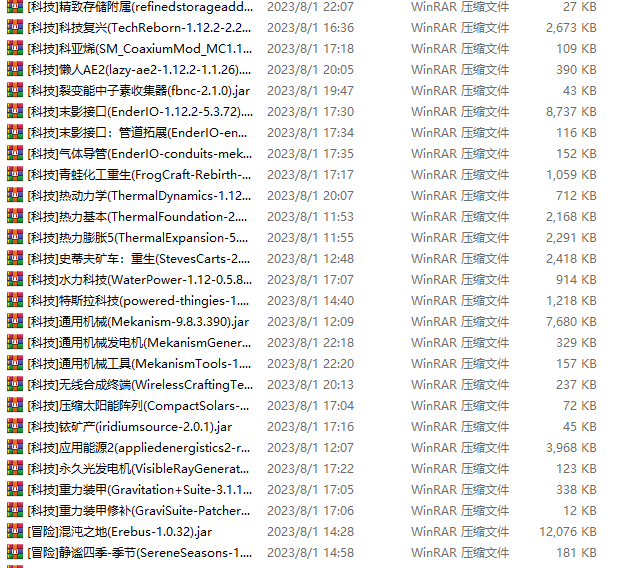 [科技]精致存储附属(refinedstorageadd... 2023/8/1 22:07 WinRAR 压缩文件 27 KB
[科技]科技复兴(TechReborn-1.12.2-2.2... 2023/8/1 16:36 WinRAR 压缩文件 2,673 KB
[科技]科亚烯(SM_CoaxiumMod_MC1.1... 2023/8/1 17:18 WinRAR 压缩文件 109 KB
[科技]懒人AE2(lazy-ae2-1.12.2-1.1.26).... 2023/8/1 20:05 WinRAR 压缩文件 390 KB
[科技]裂变能中子素收集器(fbnc-2.1.0).jar 2023/8/1 19:47 WinRAR 压缩文件 43 KB
[科技]末影接口(EnderIO-1.12.2-5.3.72).... 2023/8/1 17:30 WinRAR 压缩文件 8,737 KB
[科技]末影接口：管道拓展(EnderIO-en... 2023/8/1 17:34 WinRAR 压缩文件 116 KB
[科技]气体导管(EnderIO-conduits-mek... 2023/8/1 17:35 WinRAR 压缩文件 152 KB
[科技]青蛙化工重生(FrogCraft-Rebirth-... 2023/8/1 17:17 WinRAR 压缩文件 1,059 KB
[科技]热动力学(ThermalDynamics-1.12... 2023/8/1 20:07 WinRAR 压缩文件 712 KB
[科技]热力基本(ThermalFoundation-2.... 2023/8/1 11:53 WinRAR 压缩文件 2,168 KB
[科技]热力膨胀5(ThermalExpansion-5.... 2023/8/1 11:55 WinRAR 压缩文件 2,291 KB
[科技]史蒂夫矿车：重生(StevesCarts-2.... 2023/8/1 12:48 WinRAR 压缩文件 2,418 KB
[科技]水力科技(WaterPower-1.12-0.5.8... 2023/8/1 17:07 WinRAR 压缩文件 914 KB
[科技]特斯拉科技(powered-thingies-1.... 2023/8/1 14:40 WinRAR 压缩文件 1,218 KB
[科技]通用机械(Mekanism-9.8.3.390).jar 2023/8/1 12:09 WinRAR 压缩文件 7,680 KB
[科技]通用机械发电机(MekanismGener... 2023/8/1 22:18 WinRAR 压缩文件 329 KB
[科技]通用机械工具(MekanismTools-1.... 2023/8/1 22:20 WinRAR 压缩文件 157 KB
[科技]无线合成终端(WirelessCraftingTe... 2023/8/1 20:13 WinRAR 压缩文件 237 KB
[科技]压缩太阳能阵列(CompactSolars-... 2023/8/1 17:04 WinRAR 压缩文件 72 KB
[科技]铱矿产(iridiumsource-2.0.1).jar 2023/8/1 17:16 WinRAR 压缩文件 45 KB
[科技]应用能源2(appliedenergistics2-r... 2023/8/1 12:07 WinRAR 压缩文件 3,968 KB
[科技]永久光发电机(VisibleRayGenerat... 2023/8/1 17:22 WinRAR 压缩文件 123 KB
[科技]重力装甲(Gravitation+Suite-3.1.1... 2023/8/1 17:05 WinRAR 压缩文件 338 KB
[科技]重力装甲修补(GraviSuite-Patcher... 2023/8/1 17:06 WinRAR 压缩文件 12 KB
[冒险]混沌之地(Erebus-1.0.32).jar 2023/8/1 14:28 WinRAR 压缩文件 12,076 KB
[冒险]静谧四季-季节(SereneSeasons-1.... 2023/8/1 14:58 WinRAR 压缩文件 181 KB